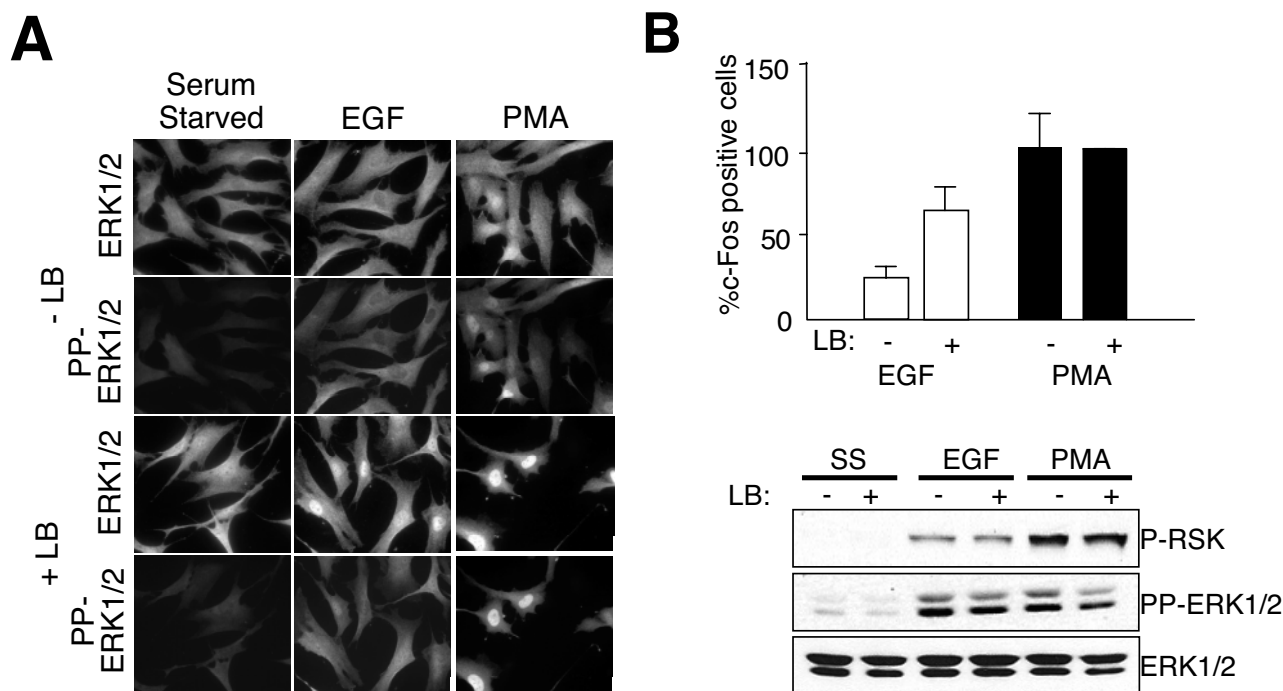 A
Serum
Starved
EGF
PMA
- LB
ERK1/2
PP-
ERK1/2
+ LB
ERK1/2
PP-
ERK1/2
B
%c-Fos positive cells
150
100
50
0
LB: - + - +
EGF PMA
SS EGF PMA
LB: - + - + - +
P-RSK
PP-ERK1/2
ERK1/2